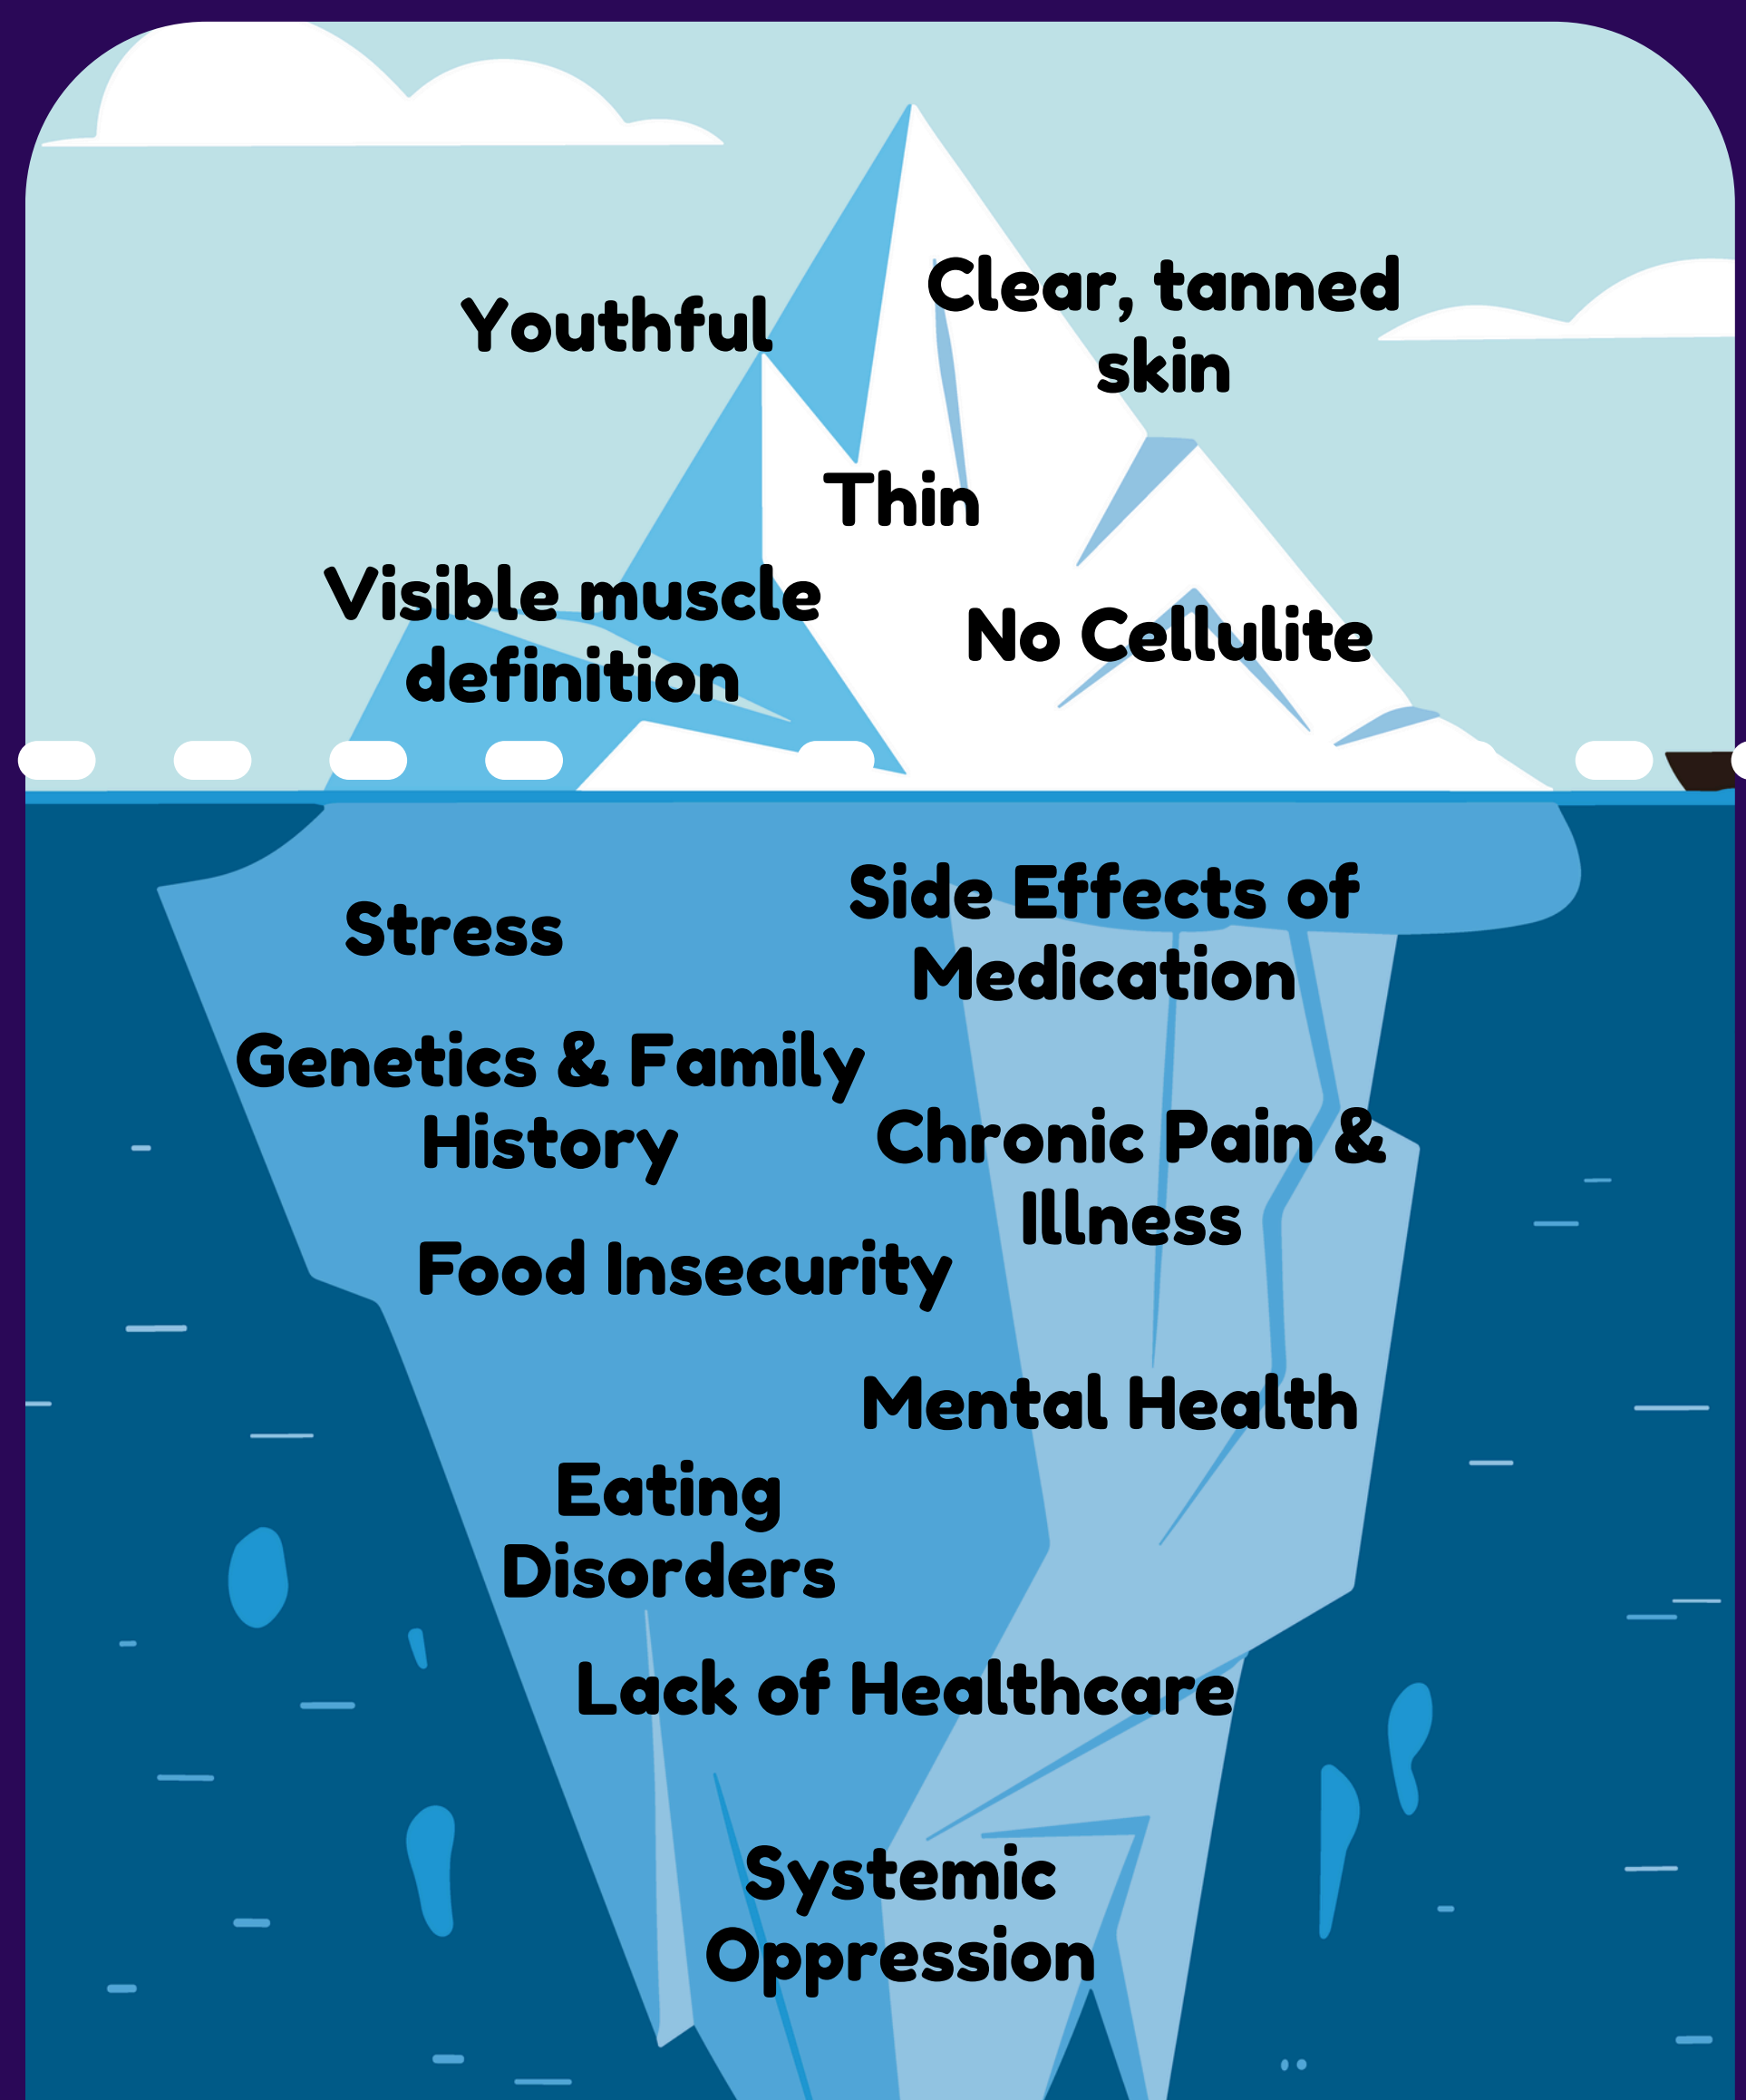 Youthful
Clear, tanned
skin
Thin
Visible muscle
definition
No Cellulite
Stress
Side Effects of
Medication
Genetics & Family
History
Chronic Pain &
Illness
Food Insecurity
Mental Health
Eating
Disorders
Lack of Healthcare
Systemic
Oppression